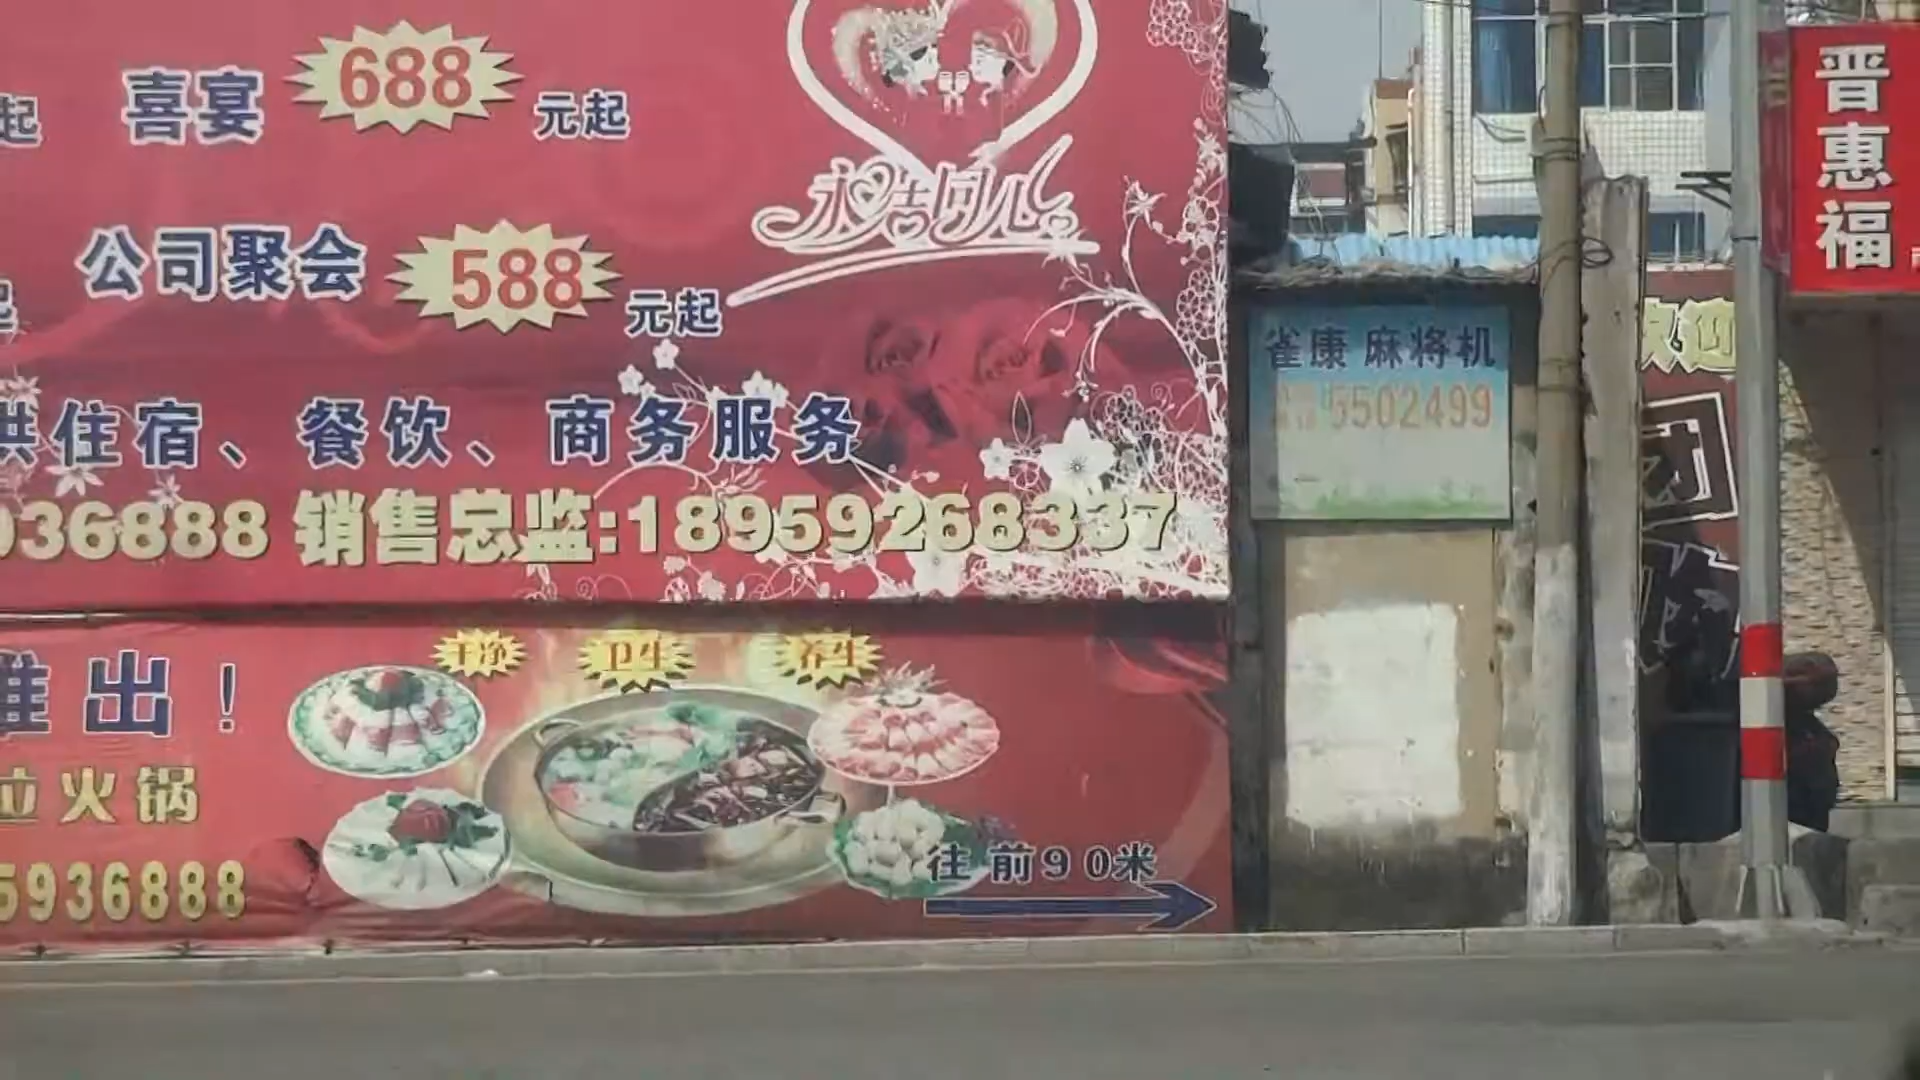 起 喜宴 688 元起
永结同心
公司聚会 588 元起
供住宿、餐饮、商务服务
936888 销售总监:18959268337
推出！
干净 卫生 养生
火锅
5936888
往前90米
雀康 麻将机
5502499
晋惠福
欢迎
团